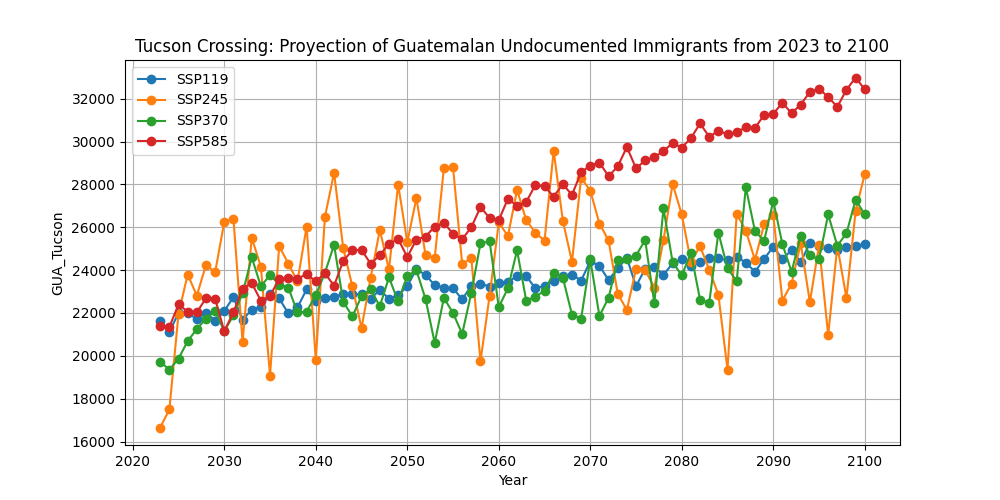 Tucson Crossing: Proyection of Guatemalan Undocumented Immigrants from 2023 to 2100
SSP119
SSP245
SSP370
SSP585
32000
30000
28000
26000
24000
22000
20000
18000
16000
GUA_Tucson
2020 2030 2040 2050 2060 2070 2080 2090 2100
Year